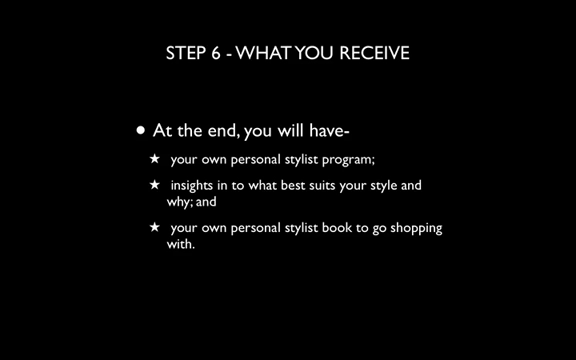 STEP 6 - WHAT YOU RECEIVE
● At the end, you will have-
★ your own personal stylist program;
★ insights in to what best suits your style and
why; and
★ your own personal stylist book to go shopping
with.